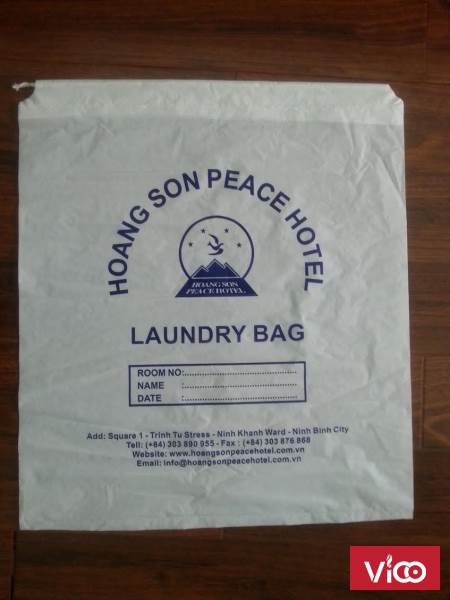 HOANG SON PEACE HOTEL
HOANG SON
PEACE HOTEL
LAUNDRY BAG
ROOM NO:
NAME :
DATE :
Add: Square 1 - Trinh Tu Stress - Ninh Khanh Ward - Ninh Binh City
Tell: (+84) 303 890 955 - Fax : (+84) 303 876 868
Website: www.hoangsonpeacehotel.com.vn
Email: info@hoangsonpeacehotel.com.vn
Vioo